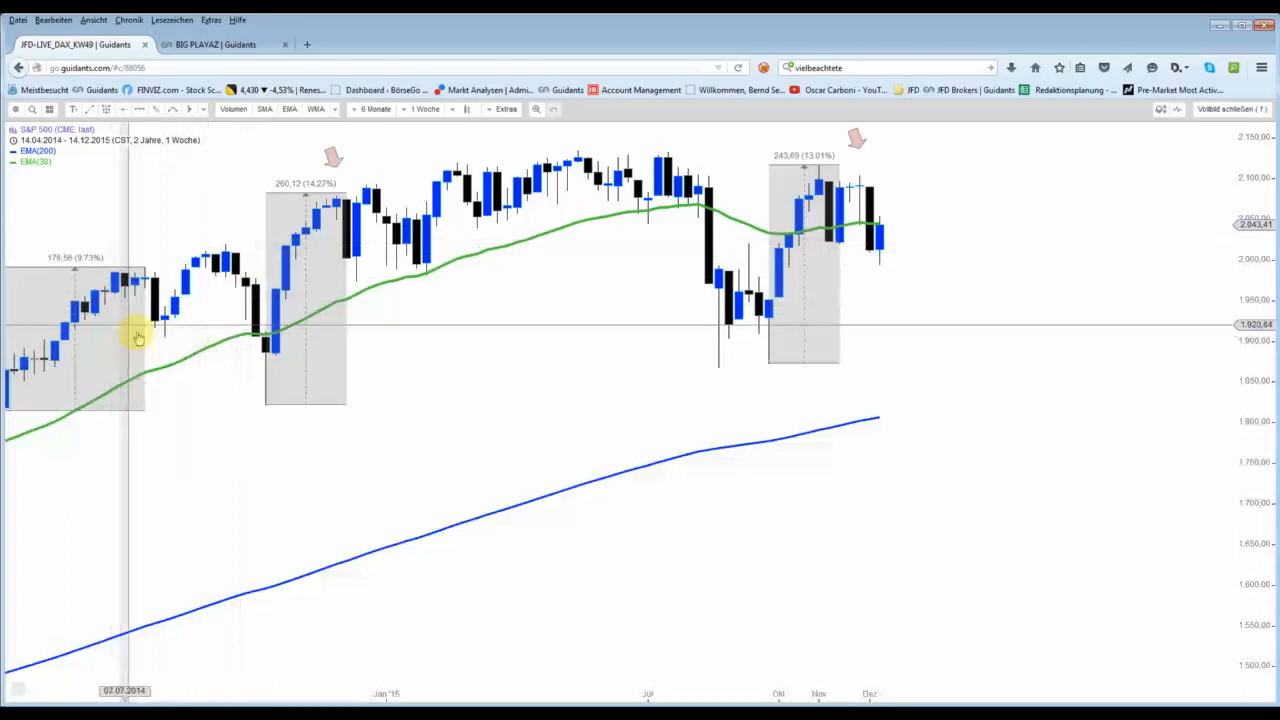 Datei Bearbeiten Ansicht Chronik Lesezeichen Extras Hilfe
JFD-LIVE_DAX_KW49 | Guidants BIG PLAYAZ | Guidants
go.guidants.com/#c/88056 vielbeachtete
Meistbesucht Guidants FINVIZ.com - Stock Sc... 4,430 ▼ -4,53% | Renes... Dashboard ‹ BörseGo ... Markt Analysen | Admi... Guidants Account Management Willkommen, Bernd Se... Oscar Carboni - YouT... JFD JFD Brokers | Guidants Redaktionsplanung - ... Pre-Market Most Activ...
Volumen SMA EMA WMA 6 Monate 1 Woche Extras Vollbild schließen ( f )
S&P 500 (CME, last)
14.04.2014 - 14.12.2015 (CST, 2 Jahre, 1 Woche)
EMA(200)
EMA(38)
2.150,00
243,69 (13.01%)
2.100,00
260,12 (14.27%)
2.050,00
2.043,41
176,56 (9.73%)
2.000,00
1.950,00
1.920,64
1.900,00
1.850,00
1.800,00
1.750,00
1.700,00
1.650,00
1.600,00
1.550,00
1.500,00
07.07.2014 Jan '15 Jul Okt Nov Dez